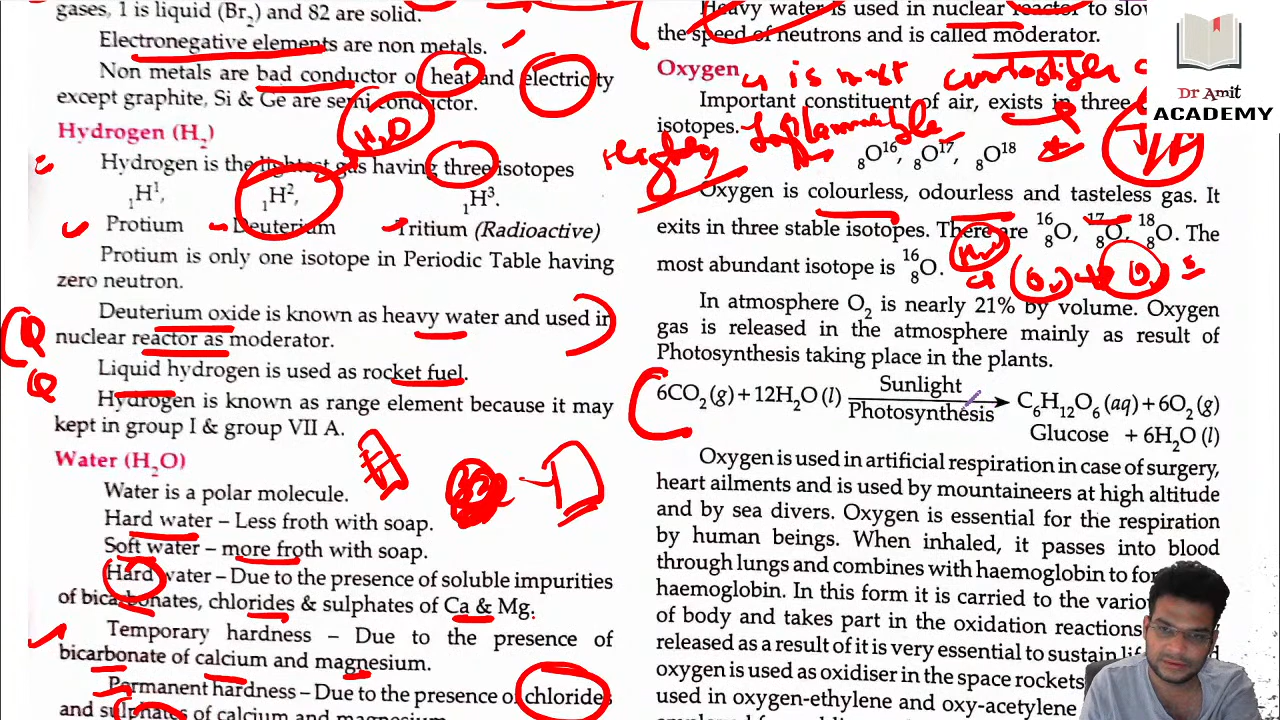 gases, 1 is liquid (Br₂) and 82 are solid.
Electronegative elements are non metals.
Non metals are bad conductor of heat and electricity
except graphite, Si & Ge are semi conductor.
H₂O
Hydrogen (H₂)
Hydrogen is the lightest gas having three isotopes
₁H¹, ₁H², ₁H³.
Protium Deuterium Tritium (Radioactive)
Protium is only one isotope in Periodic Table having
zero neutron.
Deuterium oxide is known as heavy water and used in
nuclear reactor as moderator.
Q
Liquid hydrogen is used as rocket fuel.
Q
Hydrogen is known as range element because it may
kept in group I & group VII A.
Water (H₂O)
Water is a polar molecule.
Hard water – Less froth with soap.
Soft water – more froth with soap.
Hard water – Due to the presence of soluble impurities
of bicarbonates, chlorides & sulphates of Ca & Mg.
Temporary hardness – Due to the presence of
bicarbonate of calcium and magnesium.
Permanent hardness – Due to the presence of chlorides
and sulphates of calcium and magnesium.
Heavy water is used in nuclear reactor to slow
the speed of neutrons and is called moderator.
Oxygen
is most
Important constituent of air, exists in three
isotopes.
Highly Inflammable
₈O¹⁶, ₈O¹⁷, ₈O¹⁸
Oxygen is colourless, odourless and tasteless gas. It
exits in three stable isotopes. There are ¹⁶₈O, ¹⁷₈O, ¹⁸₈O. The
most abundant isotope is ¹⁶₈O.
In atmosphere O₂ is nearly 21% by volume. Oxygen
gas is released in the atmosphere mainly as result of
Photosynthesis taking place in the plants.
6CO₂(g) + 12H₂O(l) Sunlight Photosynthesis C₆H₁₂O₆(aq) + 6O₂(g)
Glucose + 6H₂O(l)
Oxygen is used in artificial respiration in case of surgery,
heart ailments and is used by mountaineers at high altitude
and by sea divers. Oxygen is essential for the respiration
by human beings. When inhaled, it passes into blood
through lungs and combines with haemoglobin to for
haemoglobin. In this form it is carried to the vario
of body and takes part in the oxidation reactions
released as a result of it is very essential to sustain li
oxygen is used as oxidiser in the space rockets
used in oxygen-ethylene and oxy-acetylene
Dr Amit
ACADEMY